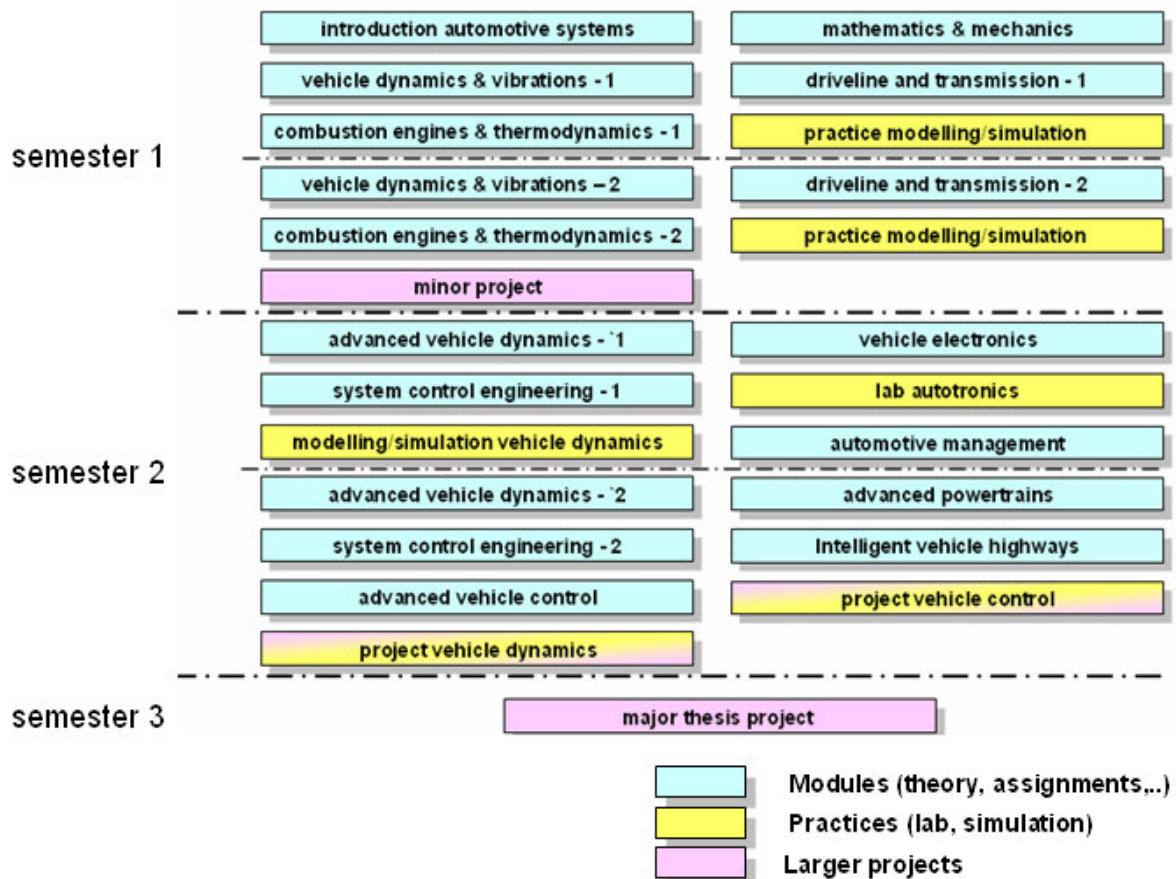 introduction automotive systems
mathematics & mechanics
vehicle dynamics & vibrations - 1
driveline and transmission - 1
combustion engines & thermodynamics - 1
practice modelling/simulation
semester 1
vehicle dynamics & vibrations – 2
driveline and transmission - 2
combustion engines & thermodynamics - 2
practice modelling/simulation
minor project
advanced vehicle dynamics - `1
vehicle electronics
system control engineering - 1
lab autotronics
modelling/simulation vehicle dynamics
automotive management
semester 2
advanced vehicle dynamics - `2
advanced powertrains
system control engineering - 2
Intelligent vehicle highways
advanced vehicle control
project vehicle control
project vehicle dynamics
semester 3
major thesis project
Modules (theory, assignments,..)
Practices (lab, simulation)
Larger projects